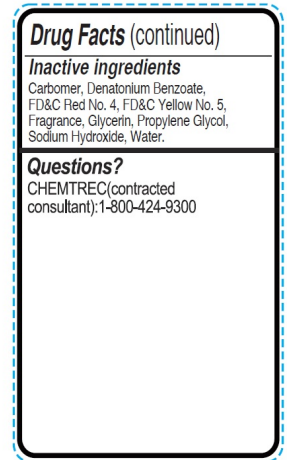 Drug Facts (continued)
Inactive ingredients
Carbomer, Denatonium Benzoate,
FD&C Red No. 4, FD&C Yellow No. 5,
Fragrance, Glycerin, Propylene Glycol,
Sodium Hydroxide, Water.
Questions?
CHEMTREC(contracted
consultant):1-800-424-9300